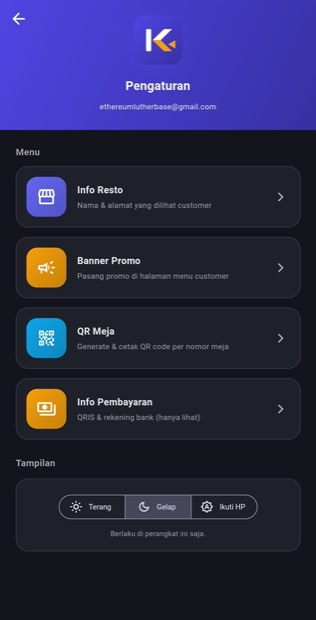 Pengaturan
ethereumlutherbase@gmail.com
Menu
Info Resto
Nama & alamat yang dilihat customer
Banner Promo
Pasang promo di halaman menu customer
QR Meja
Generate & cetak QR code per nomor meja
Info Pembayaran
QRIS & rekening bank (hanya lihat)
Tampilan
Terang
Gelap
Ikuti HP
Berlaku di perangkat ini saja.